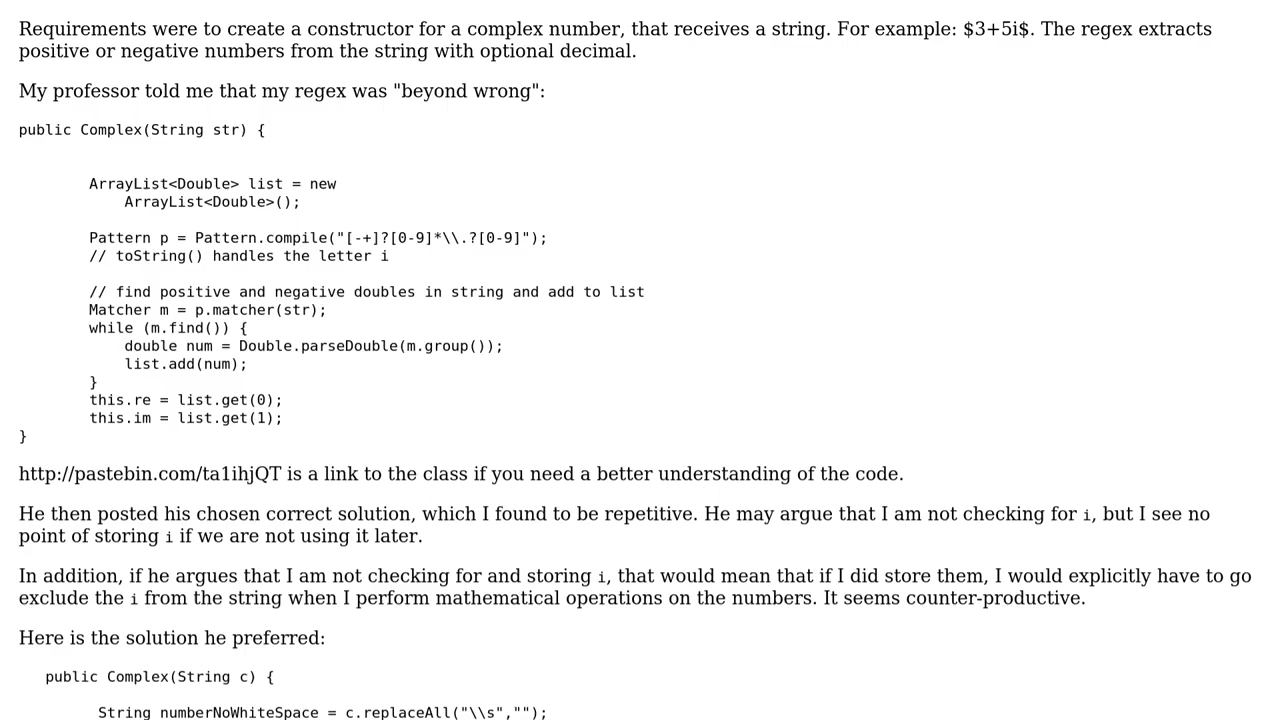 Requirements were to create a constructor for a complex number, that receives a string. For example: $3+5i$. The regex extracts
positive or negative numbers from the string with optional decimal.
My professor told me that my regex was "beyond wrong":
public Complex(String str) {
ArrayList<Double> list = new
ArrayList<Double>();
Pattern p = Pattern.compile("[-+]?[0-9]*\\.?[0-9]");
// toString() handles the letter i
// find positive and negative doubles in string and add to list
Matcher m = p.matcher(str);
while (m.find()) {
double num = Double.parseDouble(m.group());
list.add(num);
}
this.re = list.get(0);
this.im = list.get(1);
}
http://pastebin.com/ta1ihjQT is a link to the class if you need a better understanding of the code.
He then posted his chosen correct solution, which I found to be repetitive. He may argue that I am not checking for i, but I see no
point of storing i if we are not using it later.
In addition, if he argues that I am not checking for and storing i, that would mean that if I did store them, I would explicitly have to go
exclude the i from the string when I perform mathematical operations on the numbers. It seems counter-productive.
Here is the solution he preferred:
public Complex(String c) {
String numberNoWhiteSpace = c.replaceAll("\\s","");